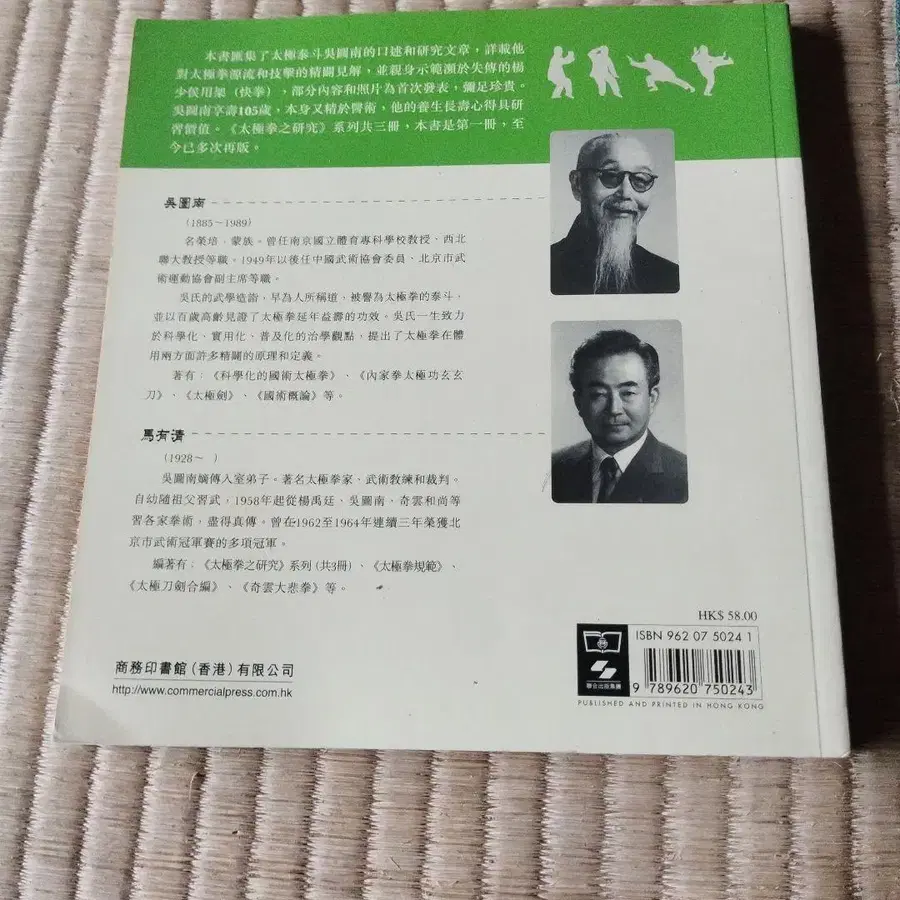 本書匯集了太極泰斗吳圖南的口述和研究文章，詳載他
對太極拳源流和技擊的精闢見解，並親身示範瀕於失傳的楊
少侯用架（快拳），部分內容和照片為首次發表，彌足珍貴。
吳圖南享壽105歲，本身又精於醫術，他的養生長壽心得具研
習價值。《太極拳之研究》系列共三冊，本書是第一冊，至
今已多次再版。
吳圖南
(1885～1989)
名榮培，蒙族。曾任南京國立體育專科學校教授、西北
聯大教授等職。1949年以後任中國武術協會委員、北京市武
術運動協會副主席等職。
吳氏的武學造詣，早為人所稱道，被譽為太極拳的泰斗，
並以百歲高齡見證了太極拳延年益壽的功效。吳氏一生致力
於科學化、實用化、普及化的治學觀點，提出了太極拳在體
用兩方面許多精闢的原理和定義。
著有：《科學化的國術太極拳》、《內家拳太極功玄玄
刀》、《太極劍》、《國術概論》等。
馬有清
(1928～ )
吳圖南嫡傳入室弟子。著名太極拳家、武術教練和裁判。
自幼隨祖父習武，1958年起從楊禹廷、吳圖南、奇雲和尚等
習各家拳術，盡得真傳。曾在1962至1964年連續三年榮獲北
京市武術冠軍賽的多項冠軍。
編著有：《太極拳之研究》系列（共3冊）、《太極拳規範》、
《太極刀劍合編》、《奇雲大悲拳》等。
HK$ 58.00
ISBN 962 07 5024 1
聯合出版集團
9 789620 750243
PUBLISHED AND PRINTED IN HONG KONG
商務印書館（香港）有限公司
http://www.commercialpress.com.hk